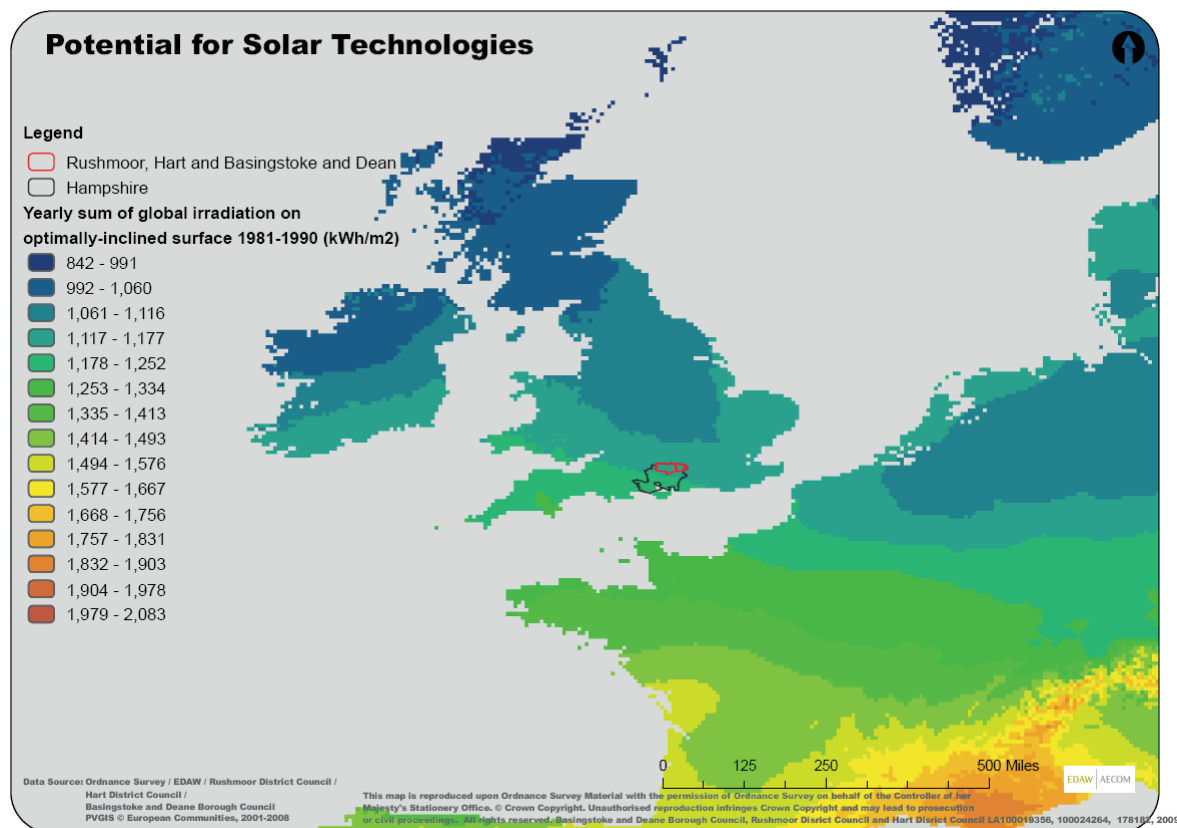 Potential for Solar Technologies
Legend
Rushmoor, Hart and Basingstoke and Dean
Hampshire
Yearly sum of global irradiation on
optimally-inclined surface 1981-1990 (kWh/m2)
842 - 991
992 - 1,060
1,061 - 1,116
1,117 - 1,177
1,178 - 1,252
1,253 - 1,334
1,335 - 1,413
1,414 - 1,493
1,494 - 1,576
1,577 - 1,667
1,668 - 1,756
1,757 - 1,831
1,832 - 1,903
1,904 - 1,978
1,979 - 2,083
0 125 250 500 Miles
EDAW AECOM
Data Source: Ordnance Survey / EDAW / Rushmoor District Council /
Hart District Council /
Basingstoke and Deane Borough Council
PVGIS © European Communities, 2001-2008
This map is reproduced upon Ordnance Survey Material with the permission of Ordnance Survey on behalf of the Controller of her
Majesty's Stationery Office. © Crown Copyright. Unauthorised reproduction infringes Crown Copyright and may lead to prosecution
or civil proceedings. All rights reserved. Basingstoke and Deane Borough Council, Rushmoor Disrict Council and Hart District Council LA100019356, 100024264, 178182, 2009